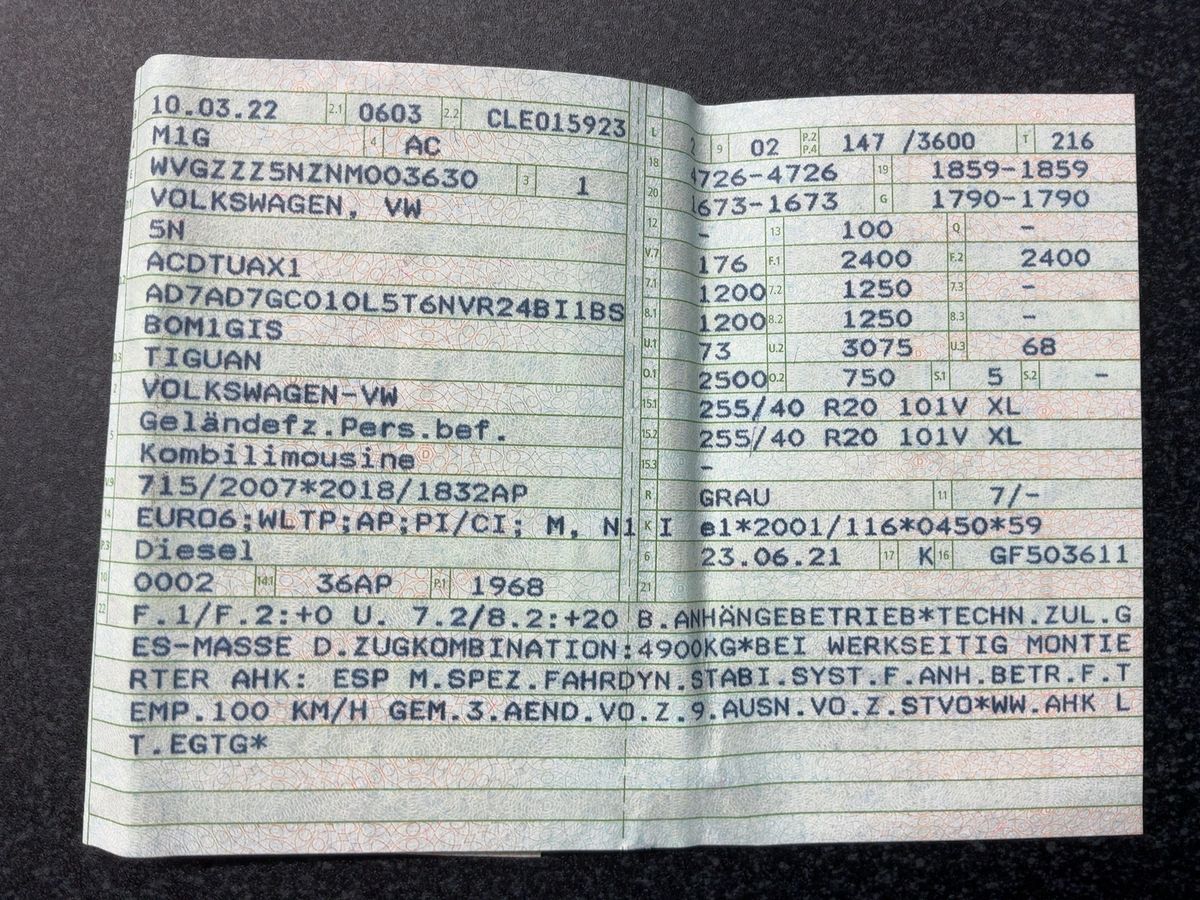 10.03.22 2.1 0603 2.2 CLE015923
M1G 4 AC
WVGZZZ5NZNM003630 3 1
VOLKSWAGEN, VW
5N
ACDTUAX1
AD7AD7GC010L5T6NVR24BI1BS
BOM1GIS
TIGUAN
VOLKSWAGEN-VW
Geländefz.Pers.bef.
Kombilimousine
715/2007*2018/1832AP
EURO6;WLTP;AP;PI/CI; M, N1 I
Diesel
10 0002 14.1 36AP P.1 1968
L 2 9 02 P.2 P.4 147 /3600 T 216
18 4726-4726 19 1859-1859
20 1673-1673 G 1790-1790
12 - 13 100 Q -
V.7 176 F.1 2400 F.2 2400
7.1 1200 7.2 1250 7.3 -
8.1 1200 8.2 1250 8.3 -
U.1 73 U.2 3075 U.3 68
O.1 2500 O.2 750 S.1 5 S.2 -
15.1 255/40 R20 101V XL
15.2 255/40 R20 101V XL
15.3 -
R GRAU 11 7/-
K e1*2001/116*0450*59
6 23.06.21 17 K 16 GF503611
21
22 F.1/F.2:+0 U. 7.2/8.2:+20 B.ANHÄNGEBETRIEB*TECHN.ZUL.G
ES-MASSE D.ZUGKOMBINATION:4900KG*BEI WERKSEITIG MONTIE
RTER AHK: ESP M.SPEZ.FAHRDYN.STABI.SYST.F.ANH.BETR.F.T
EMP.100 KM/H GEM.3.AEND.VO.Z.9.AUSN.VO.Z.STVO*WW.AHK L
T.EGTG*